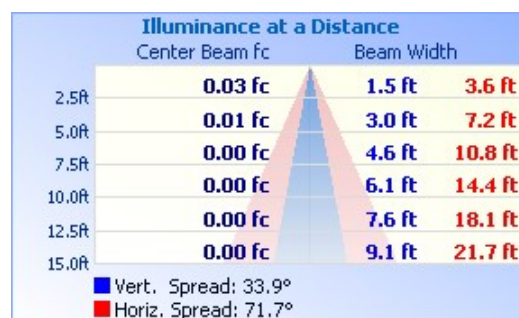 Illuminance at a Distance
Center Beam fc Beam Width
0.03 fc 1.5 ft 3.6 ft
2.5ft
0.01 fc 3.0 ft 7.2 ft
5.0ft
0.00 fc 4.6 ft 10.8 ft
7.5ft
0.00 fc 6.1 ft 14.4 ft
10.0ft
0.00 fc 7.6 ft 18.1 ft
12.5ft
0.00 fc 9.1 ft 21.7 ft
15.0ft
Vert. Spread: 33.9°
Horiz. Spread: 71.7°